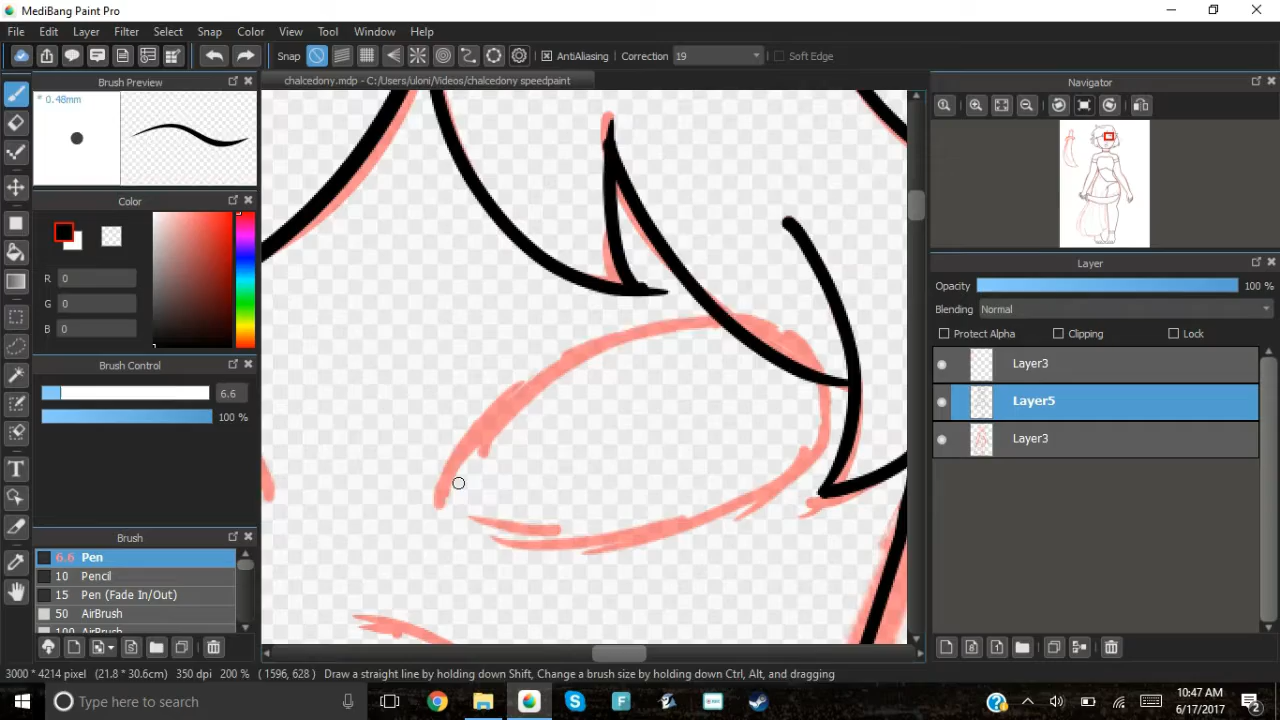 MediBang Paint Pro
File Edit Layer Filter Select Snap Color View Tool Window Help
Snap AntiAliasing Correction 19 Soft Edge
Brush Preview
chalcedony.mdp - C:/Users/uloni/Videos/chalcedony speedpaint
Navigator
* 0.48mm
Color
R 0
G 0
B 0
Layer
Opacity 100 %
Blending Normal
Protect Alpha Clipping Lock
Brush Control
Layer3
6.6
Layer5
100 %
Layer3
Brush
6.6 Pen
10 Pencil
15 Pen (Fade In/Out)
50 AirBrush
100 AirBrush
3000 * 4214 pixel (21.8 * 30.6cm) 350 dpi 200 % ( 1596, 628 ) Draw a straight line by holding down Shift, Change a brush size by holding down Ctrl, Alt, and dragging
Type here to search
10:47 AM
6/17/2017
2